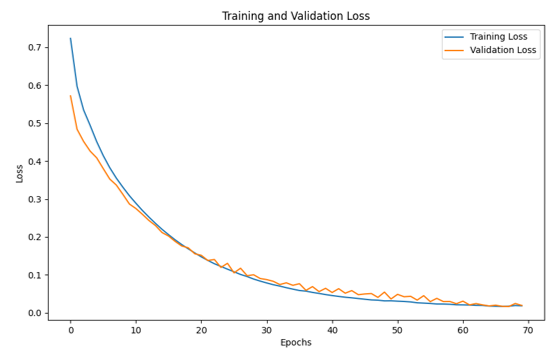 Training and Validation Loss
Training Loss
Validation Loss
0.7
0.6
0.5
0.4
0.3
0.2
0.1
0.0
Loss
0 10 20 30 40 50 60 70
Epochs